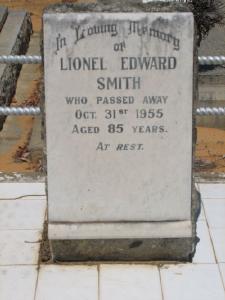 In Loving Memory
of
LIONEL EDWARD
SMITH
WHO PASSED AWAY
OCT. 31ST 1955
AGED 85 YEARS.
AT REST.